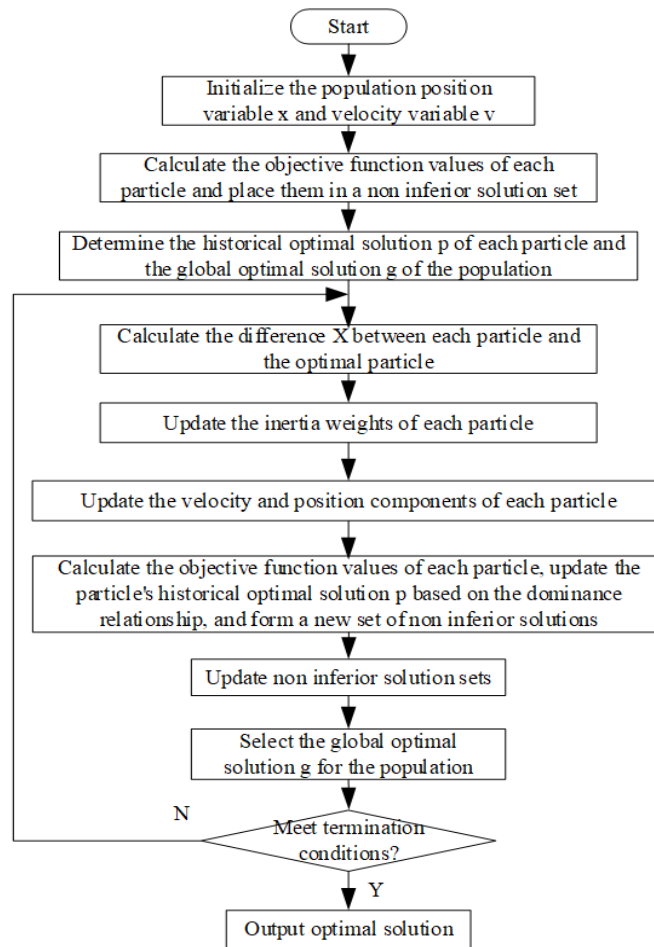 Start
Initialize the population position
variable x and velocity variable v
Calculate the objective function values of each
particle and place them in a non inferior solution set
Determine the historical optimal solution p of each particle and
the global optimal solution g of the population
Calculate the difference X between each particle and
the optimal particle
Update the inertia weights of each particle
Update the velocity and position components of each particle
Calculate the objective function values of each particle, update the
particle's historical optimal solution p based on the dominance
relationship, and form a new set of non inferior solutions
Update non inferior solution sets
Select the global optimal
solution g for the population
N
Meet termination
conditions?
Y
Output optimal solution